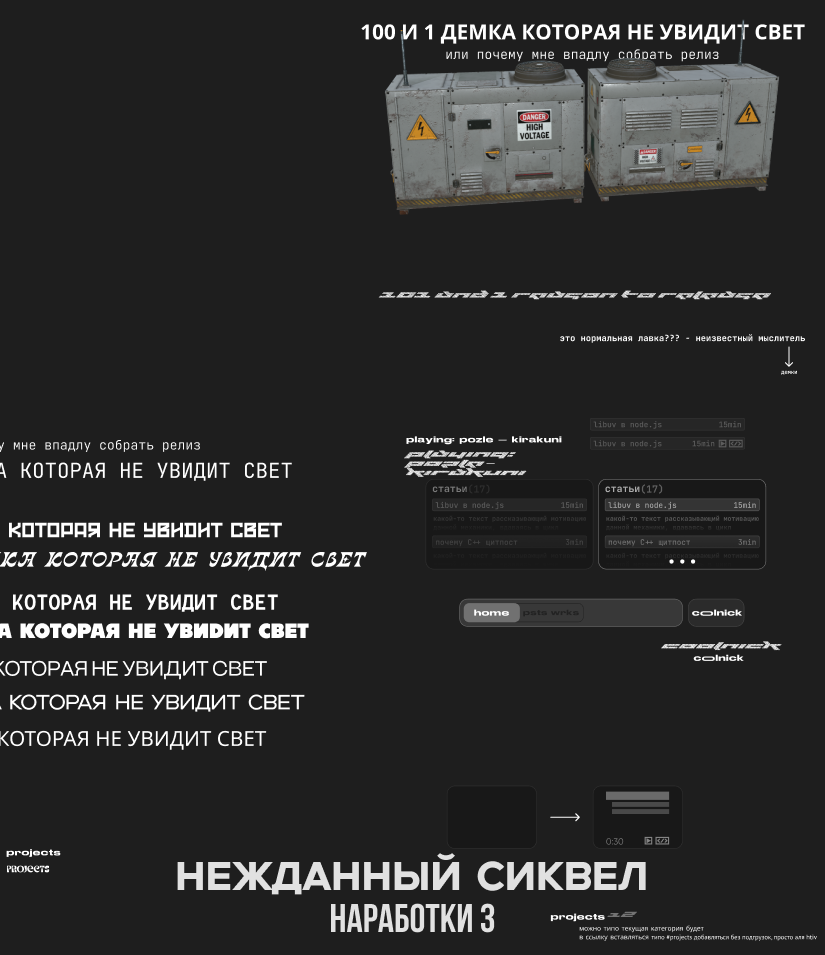 100 И 1 ДЕМКА КОТОРАЯ НЕ УВИДИТ СВЕТ
или почему мне впадлу собрать релиз
DANGER
HIGH
VOLTAGE
DANGER
101 and 1 reason to release
это нормальная лавка??? - неизвестный мыслитель
демки
му мне впадлу собрать релиз
А КОТОРАЯ НЕ УВИДИТ СВЕТ
КОТОРАЯ НЕ УВИДИТ СВЕТ
МКА КОТОРАЯ НЕ УВИДИТ СВЕТ
КОТОРАЯ НЕ УВИДИТ СВЕТ
А КОТОРАЯ НЕ УВИДИТ СВЕТ
КОТОРАЯ НЕ УВИДИТ СВЕТ
А КОТОРАЯ НЕ УВИДИТ СВЕТ
КОТОРАЯ НЕ УВИДИТ СВЕТ
libuv в node.js 15min
libuv в node.js 15min
playing: pozle — kirakuni
playing:
pozle-
kirakuni
статьи(17)
libuv в node.js 15min
какой-то текст рассказывающий мотивацию
почему C++ щитпост 3min
статьи(17)
libuv в node.js 15min
какой-то текст рассказывающий мотивацию
почему C++ щитпост 3min
home pets wrks colnick
coolnick
colnick
0:30
projects
PROJECTS
НЕЖДАННЫЙ СИКВЕЛ
НАРАБОТКИ 3
projects 12
можно типо текущая категория будет
в ссылку вставляться типо #projects добавляться без подгрузок, просто для